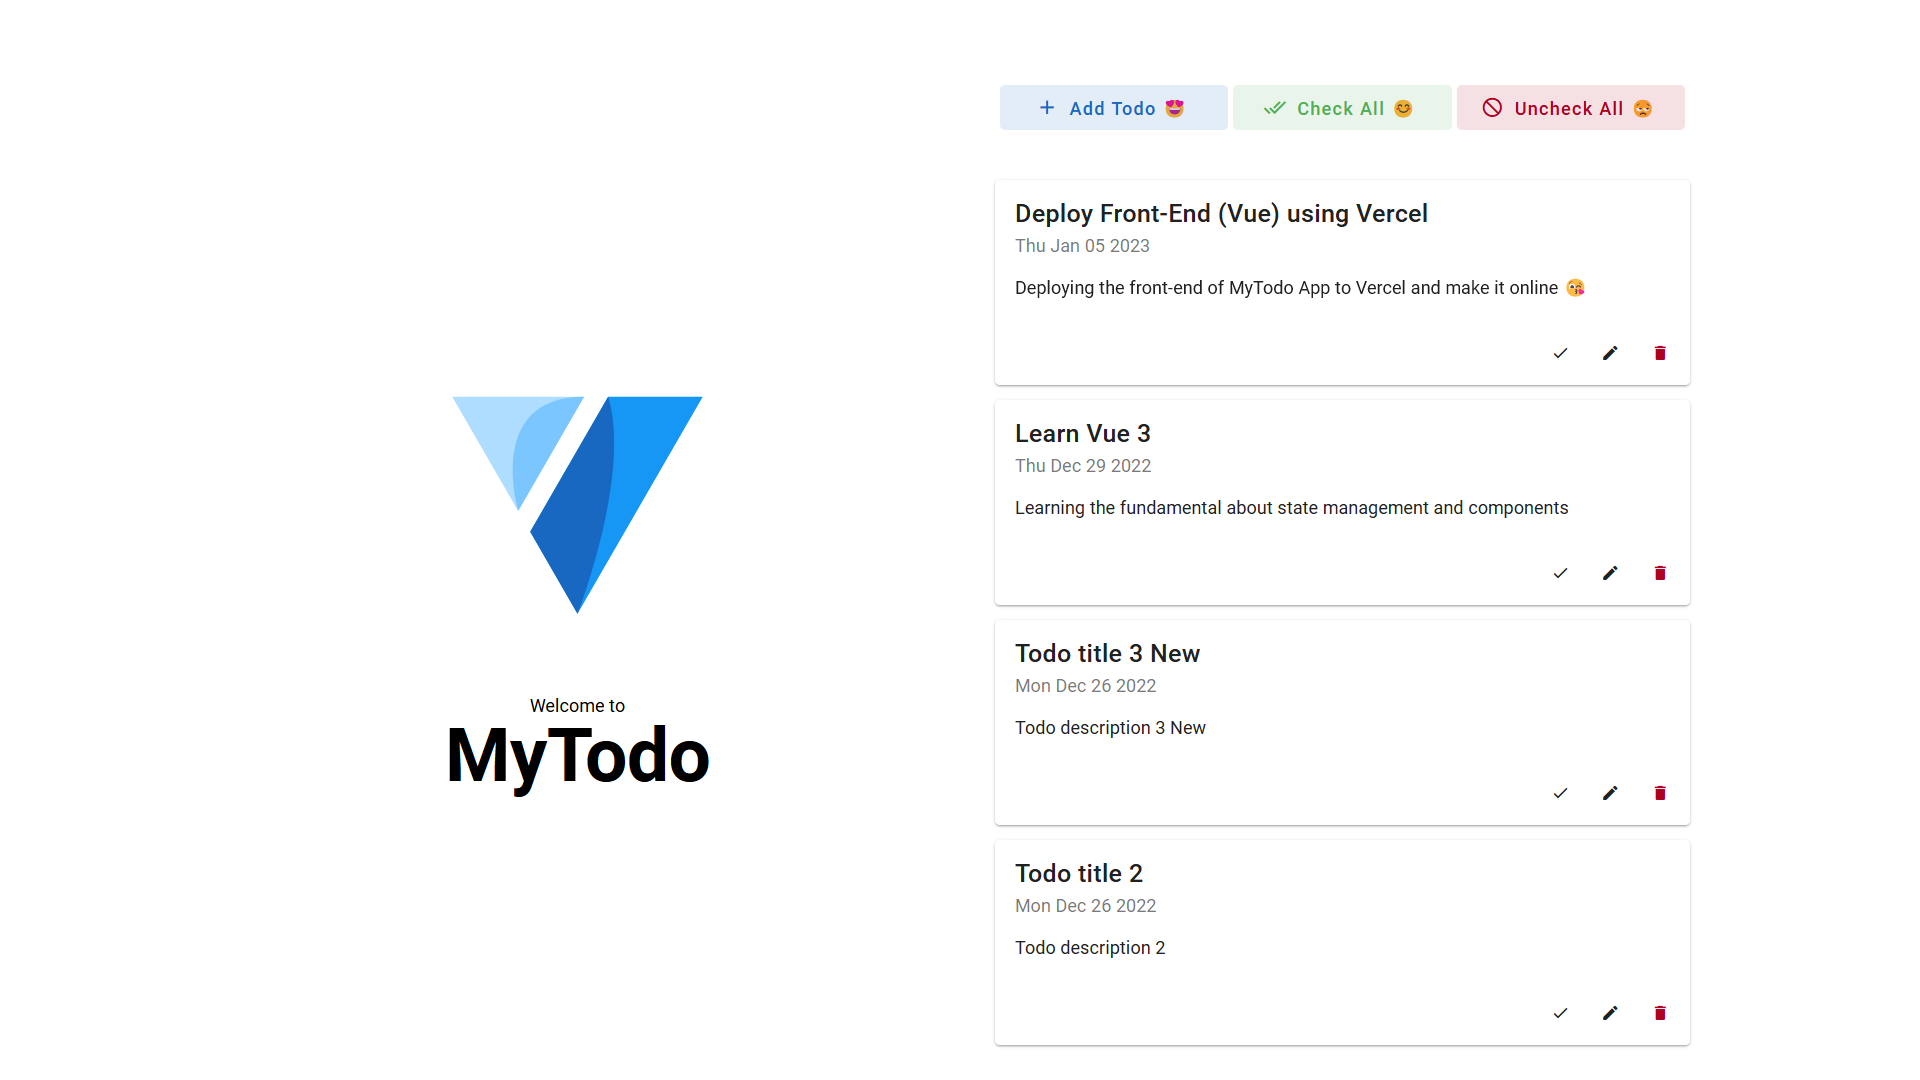 Add Todo 😍
Check All 😊
Uncheck All 😡
Deploy Front-End (Vue) using Vercel
Thu Jan 05 2023
Deploying the front-end of MyTodo App to Vercel and make it online 😘
Learn Vue 3
Thu Dec 29 2022
Learning the fundamental about state management and components
Todo title 3 New
Mon Dec 26 2022
Todo description 3 New
Todo title 2
Mon Dec 26 2022
Todo description 2
Welcome to
MyTodo